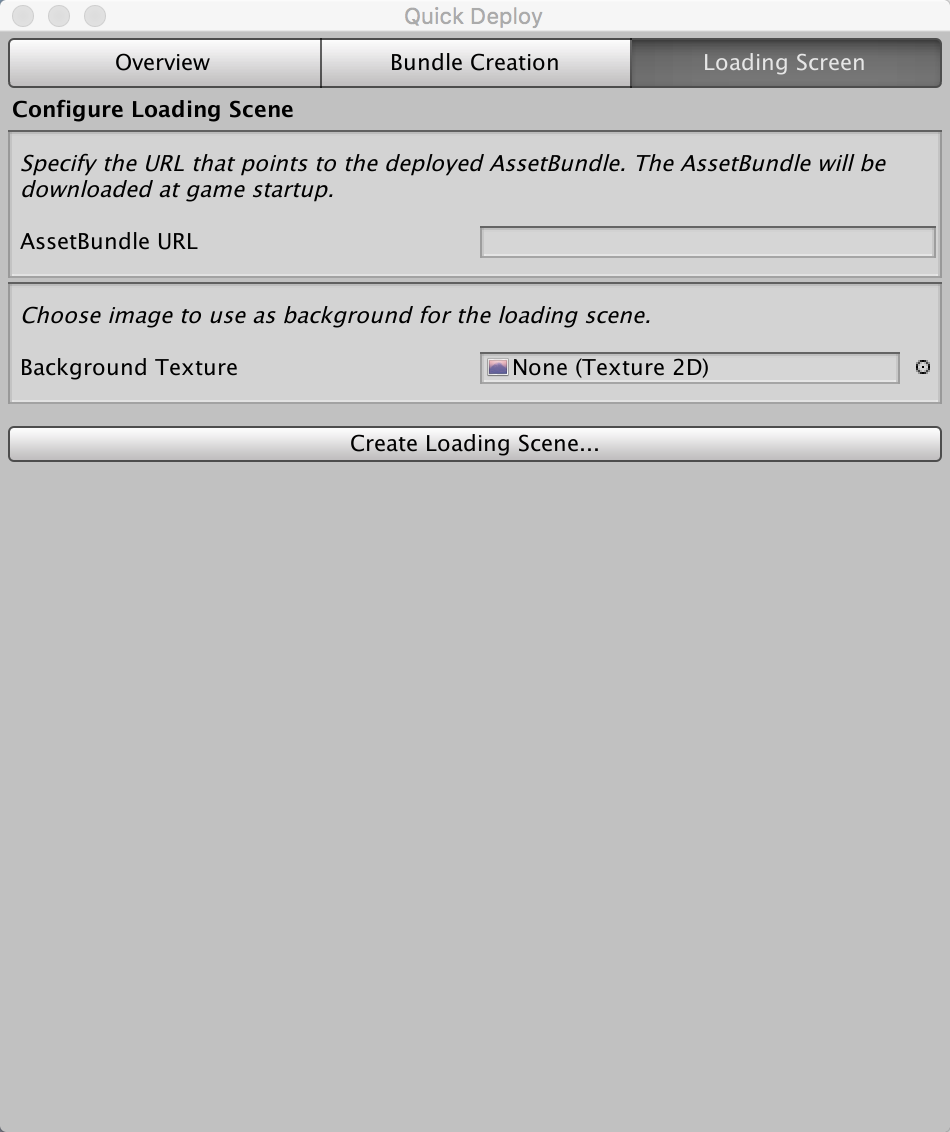 Quick Deploy
Overview
Bundle Creation
Loading Screen
Configure Loading Scene
Specify the URL that points to the deployed AssetBundle. The AssetBundle will be
downloaded at game startup.
AssetBundle URL
Choose image to use as background for the loading scene.
Background Texture
None (Texture 2D)
Create Loading Scene...